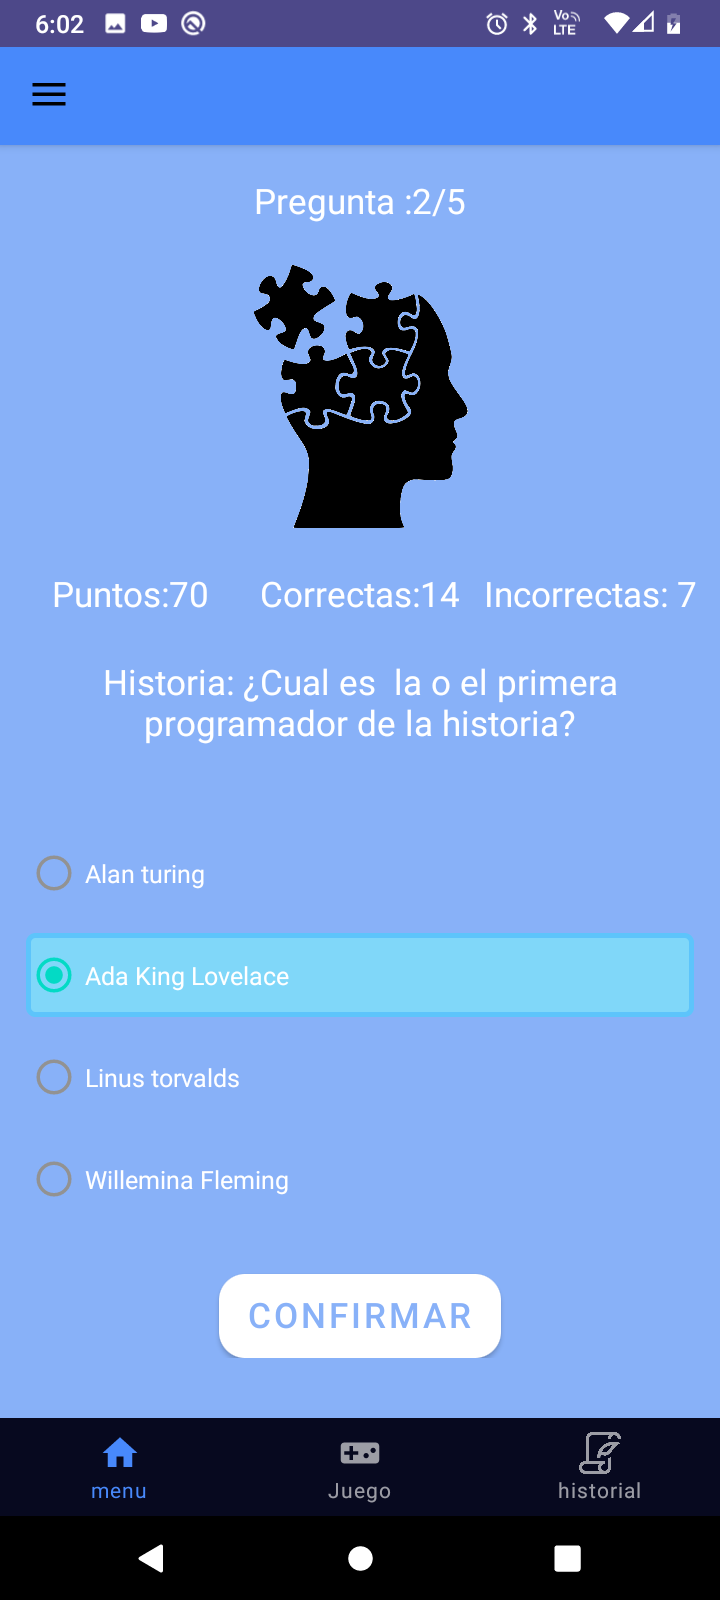 6:02
Vo
LTE
Pregunta :2/5
Puntos:70 Correctas:14 Incorrectas: 7
Historia: ¿Cual es  la o el primera
programador de la historia?
Alan turing
Ada King Lovelace
Linus torvalds
Willemina Fleming
CONFIRMAR
menu Juego historial